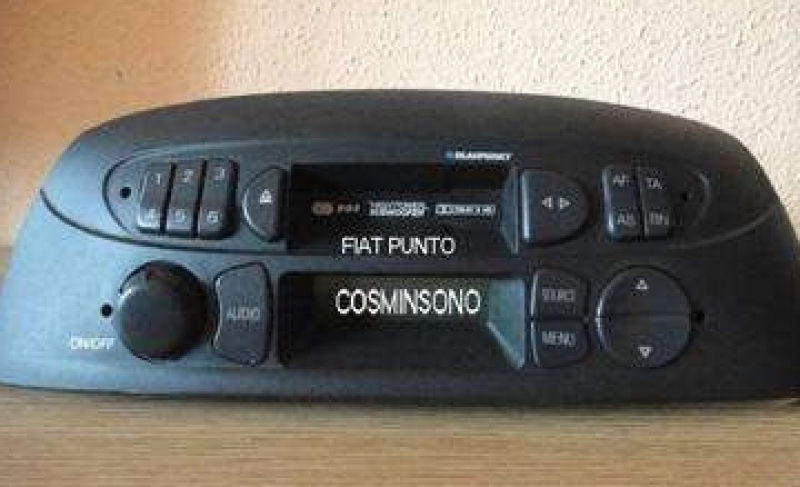 BLAUPUNKT
1 2 3
4 5 6
AF TA
AS BN
FIAT PUNTO
COSMINSONO
AUDIO
SOURCE
MENU
ON/OFF